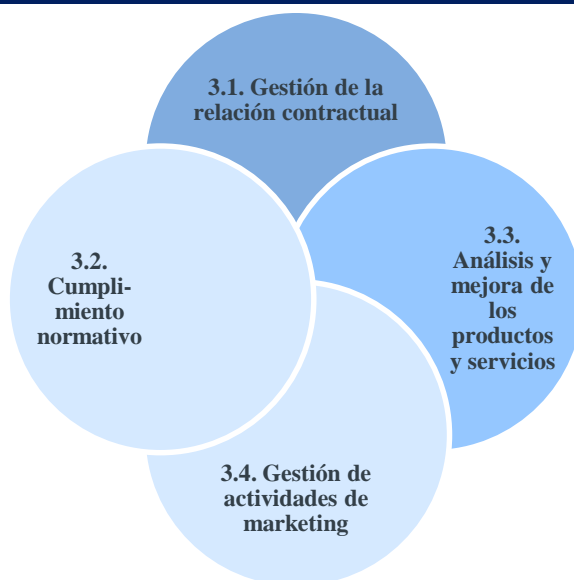 3.1. Gestión de la
relación contractual
3.2.
Cumpli-
miento
normativo
3.3.
Análisis y
mejora de
los
productos
y servicios
3.4. Gestión de
actividades de
marketing